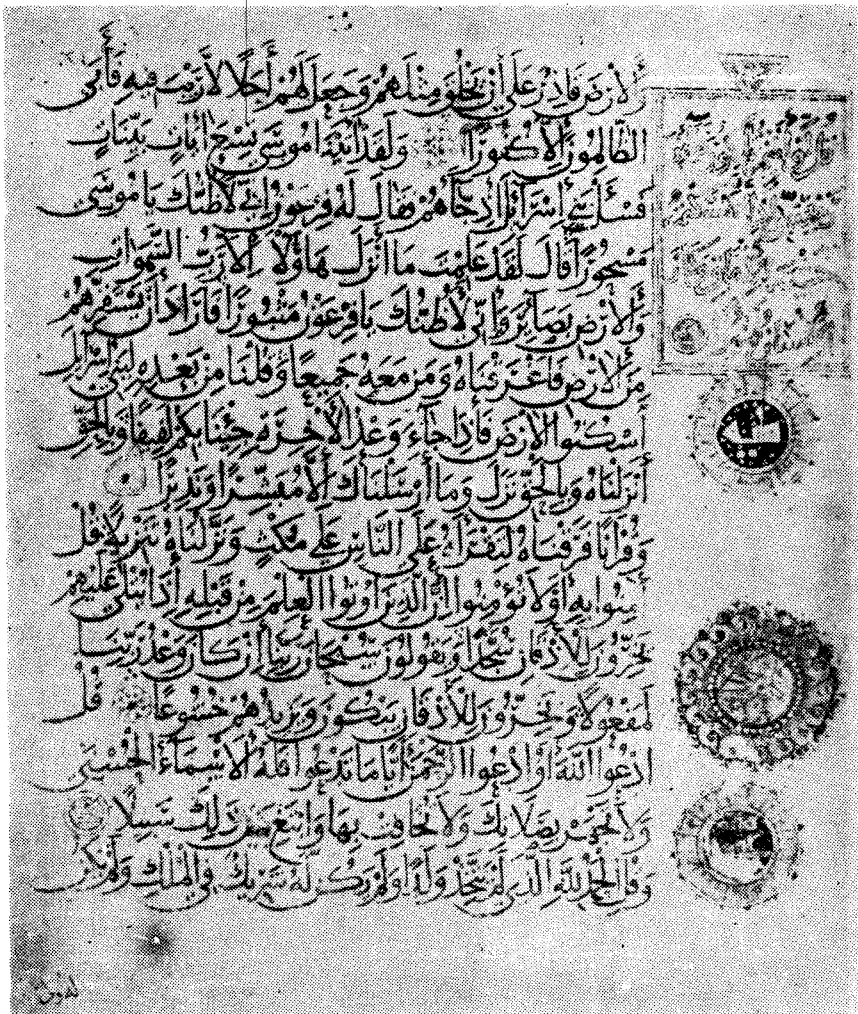 والأرض قادر على أن يخلق مثلهم وجعل لهم أجلا لا ريب فيه فأبى
الظالمون إلا كفورا ولقد آتينا موسى تسع آيات بينات
فسئل بني إسرائل إذ جاءهم فقال له فرعون إني لأظنك يا موسى
مسحورا قال لقد علمت ما أنزل هاؤلاء إلا رب السموات
والأرض بصائر وإني لأظنك يا فرعون مثبورا فأراد أن يستفزهم
من الأرض فأغرقناه ومن معه جميعا وقلنا من بعده لبني إسرائيل
اسكنوا الأرض فإذا جاء وعد الآخرة جئنا بكم لفيفا وبالحق
أنزلناه وبالحق نزل وما أرسلناك إلا مبشرا ونذيرا
وقرآنا فرقناه لتقرأه على الناس على مكث ونزلناه تنزيلا قل
آمنوا به أو لا تؤمنوا إن الذين أوتوا العلم من قبله إذا يتلى عليهم
يخرون للأذقان سجدا ويقولون سبحان ربنا إن كان وعد ربنا
لمفعولا ويخرون للأذقان يبكون ويزيدهم خشوعا قل
ادعوا الله أو ادعوا الرحمن أيا ما تدعوا فله الأسماء الحسنى
ولا تجهر بصلاتك ولا تخافت بها وابتغ بين ذلك سبيلا
وقل الحمد لله الذي لم يتخذ ولدا ولم يكن له شريك في الملك ولم يكن